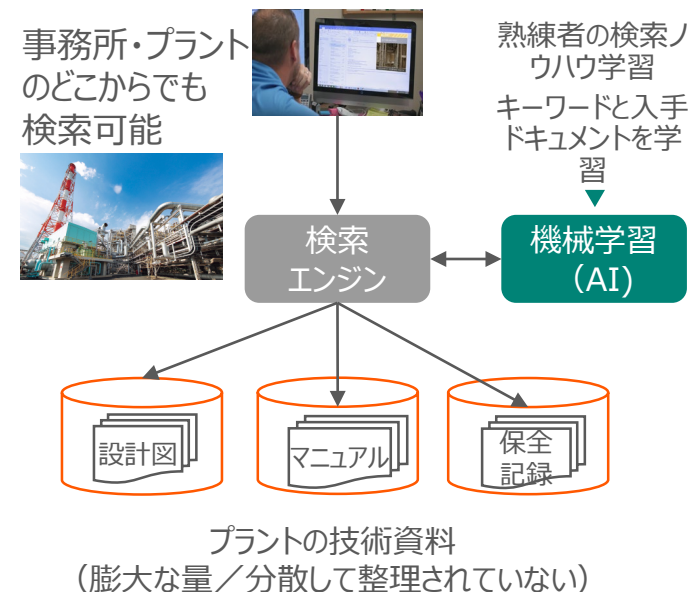 事務所・プラント
のどこからでも
検索可能
熟練者の検索ノ
ウハウ学習
キーワードと入手
ドキュメントを学
習
検索
エンジン
機械学習
（AI)
設計図
マニュアル
保全
記録
プラントの技術資料
（膨大な量／分散して整理されていない）